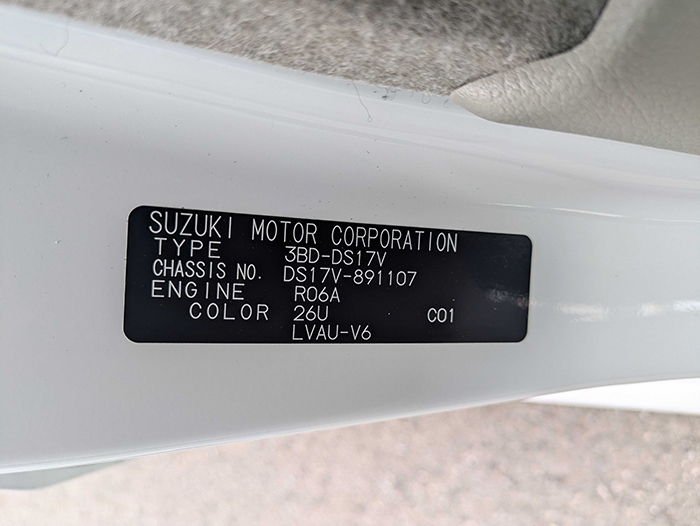 SUZUKI MOTOR CORPORATION
TYPE 3BD-DS17V
CHASSIS NO. DS17V-891107
ENGINE R06A
COLOR 26U C01
LVAU-V6